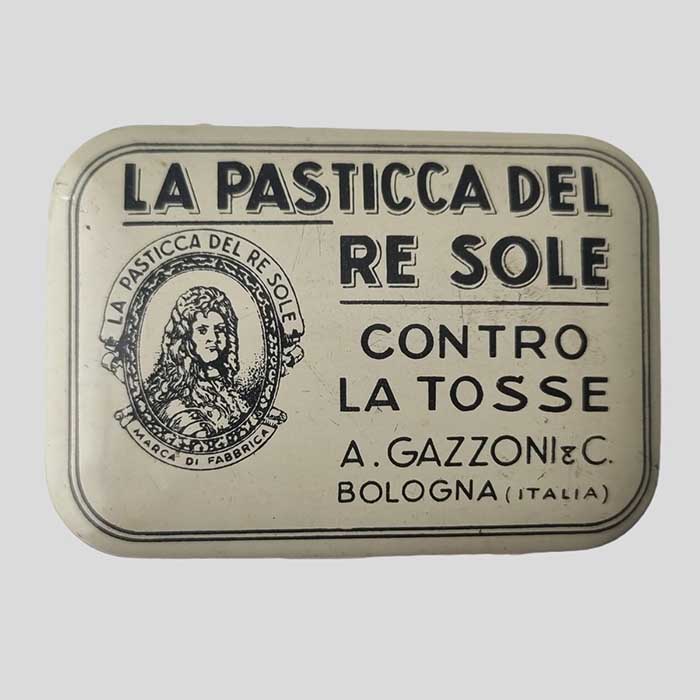 LA PASTICCA DEL
RE SOLE
CONTRO
LA TOSSE
A. GAZZONI & C.
BOLOGNA (ITALIA)
LA PASTICCA DEL RE SOLE
MARCA DI FABBRICA